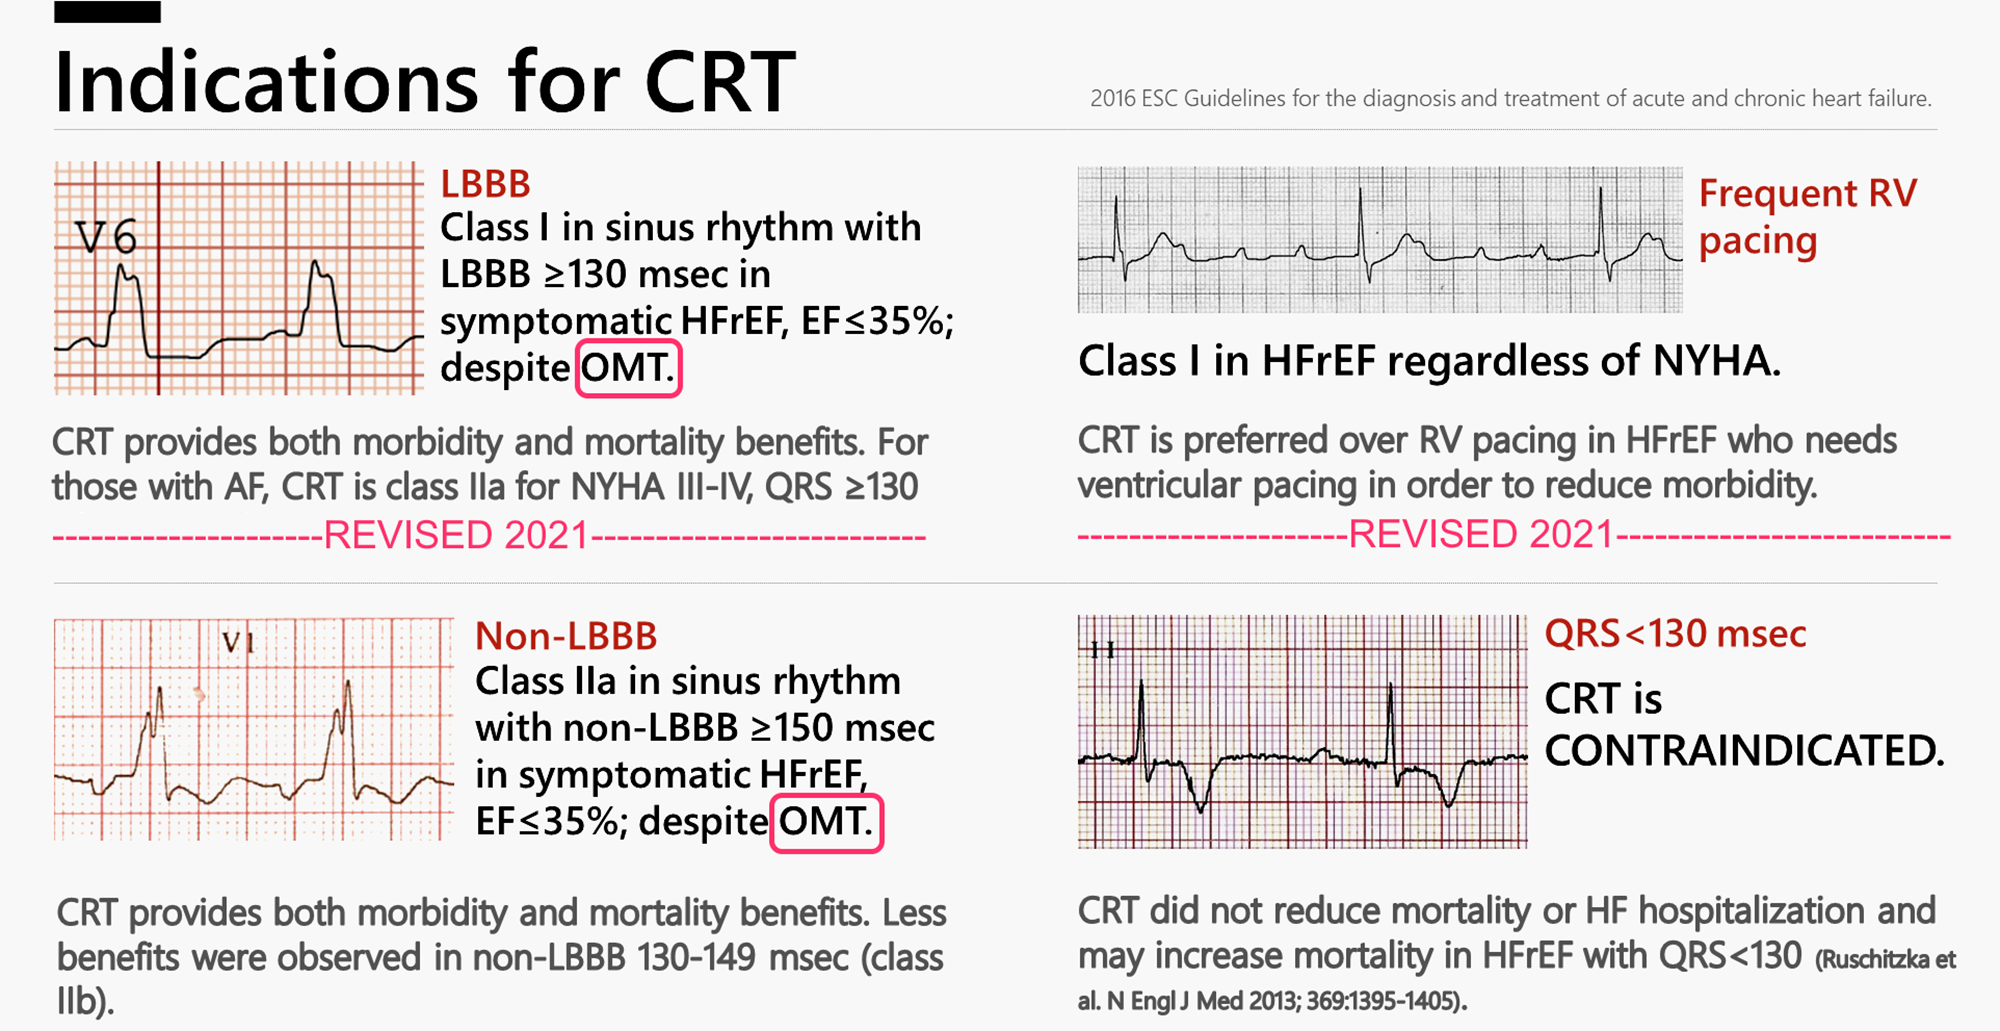 Indications for CRT
2016 ESC Guidelines for the diagnosis and treatment of acute and chronic heart failure.
V6
LBBB
Class I in sinus rhythm with
LBBB ≥130 msec in
symptomatic HFrEF, EF≤35%;
despite OMT.
CRT provides both morbidity and mortality benefits. For
those with AF, CRT is class IIa for NYHA III-IV, QRS ≥130
---------------------REVISED 2021--------------------------
Frequent RV
pacing
Class I in HFrEF regardless of NYHA.
CRT is preferred over RV pacing in HFrEF who needs
ventricular pacing in order to reduce morbidity.
---------------------REVISED 2021--------------------------
V1
Non-LBBB
Class IIa in sinus rhythm
with non-LBBB ≥150 msec
in symptomatic HFrEF,
EF≤35%; despite OMT.
CRT provides both morbidity and mortality benefits. Less
benefits were observed in non-LBBB 130-149 msec (class
IIb).
II
QRS<130 msec
CRT is
CONTRAINDICATED.
CRT did not reduce mortality or HF hospitalization and
may increase mortality in HFrEF with QRS<130 (Ruschitzka et
al. N Engl J Med 2013; 369:1395-1405).